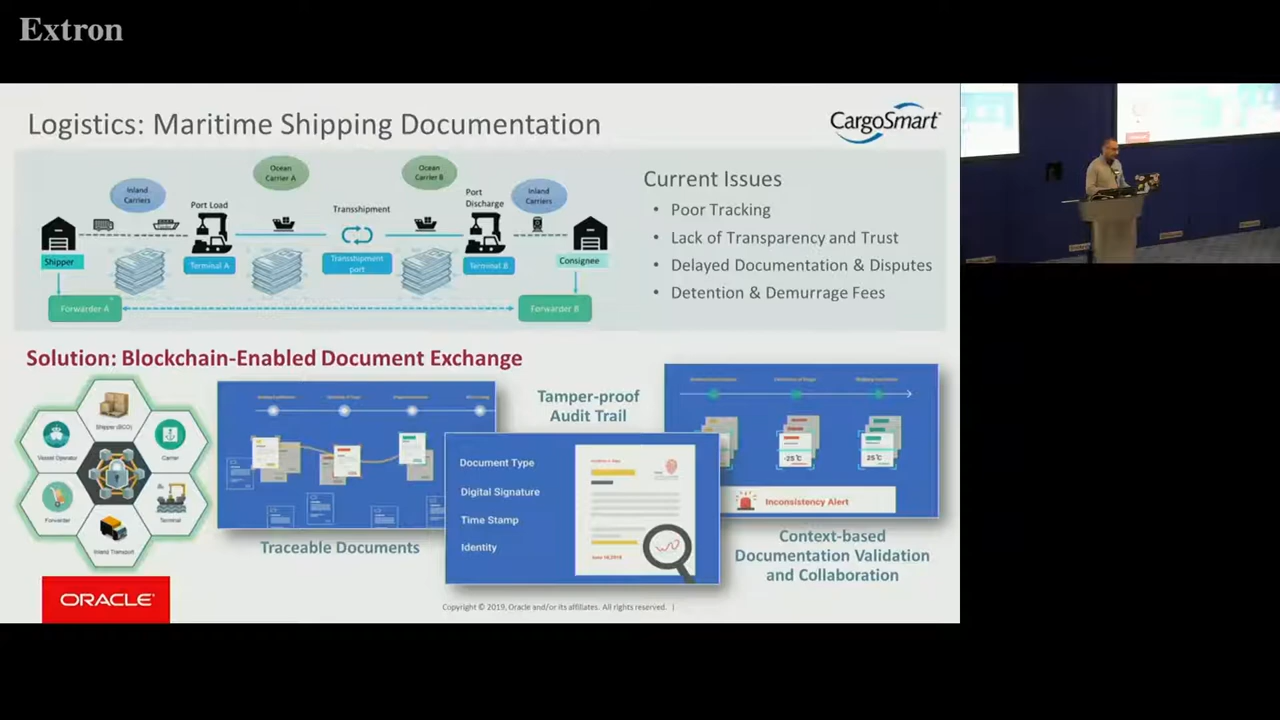 Extron
Logistics: Maritime Shipping Documentation
CargoSmart
Inland
Carriers
Ocean
Carrier A
Ocean
Carrier B
Inland
Carriers
Port Load
Transshipment
Port
Discharge
Shipper
Terminal A
Transshipment
port
Terminal B
Consignee
Forwarder A
Forwarder B
Current Issues
• Poor Tracking
• Lack of Transparency and Trust
• Delayed Documentation & Disputes
• Detention & Demurrage Fees
Solution: Blockchain-Enabled Document Exchange
Shipper (BCO)
Vessel Operator
Carrier
Forwarder
Terminal
Inland Transport
Traceable Documents
Tamper-proof
Audit Trail
Document Type
Digital Signature
Time Stamp
Identity
-25℃
25℃
Inconsistency Alert
Context-based
Documentation Validation
and Collaboration
ORACLE
Copyright © 2019, Oracle and/or its affiliates. All rights reserved. |